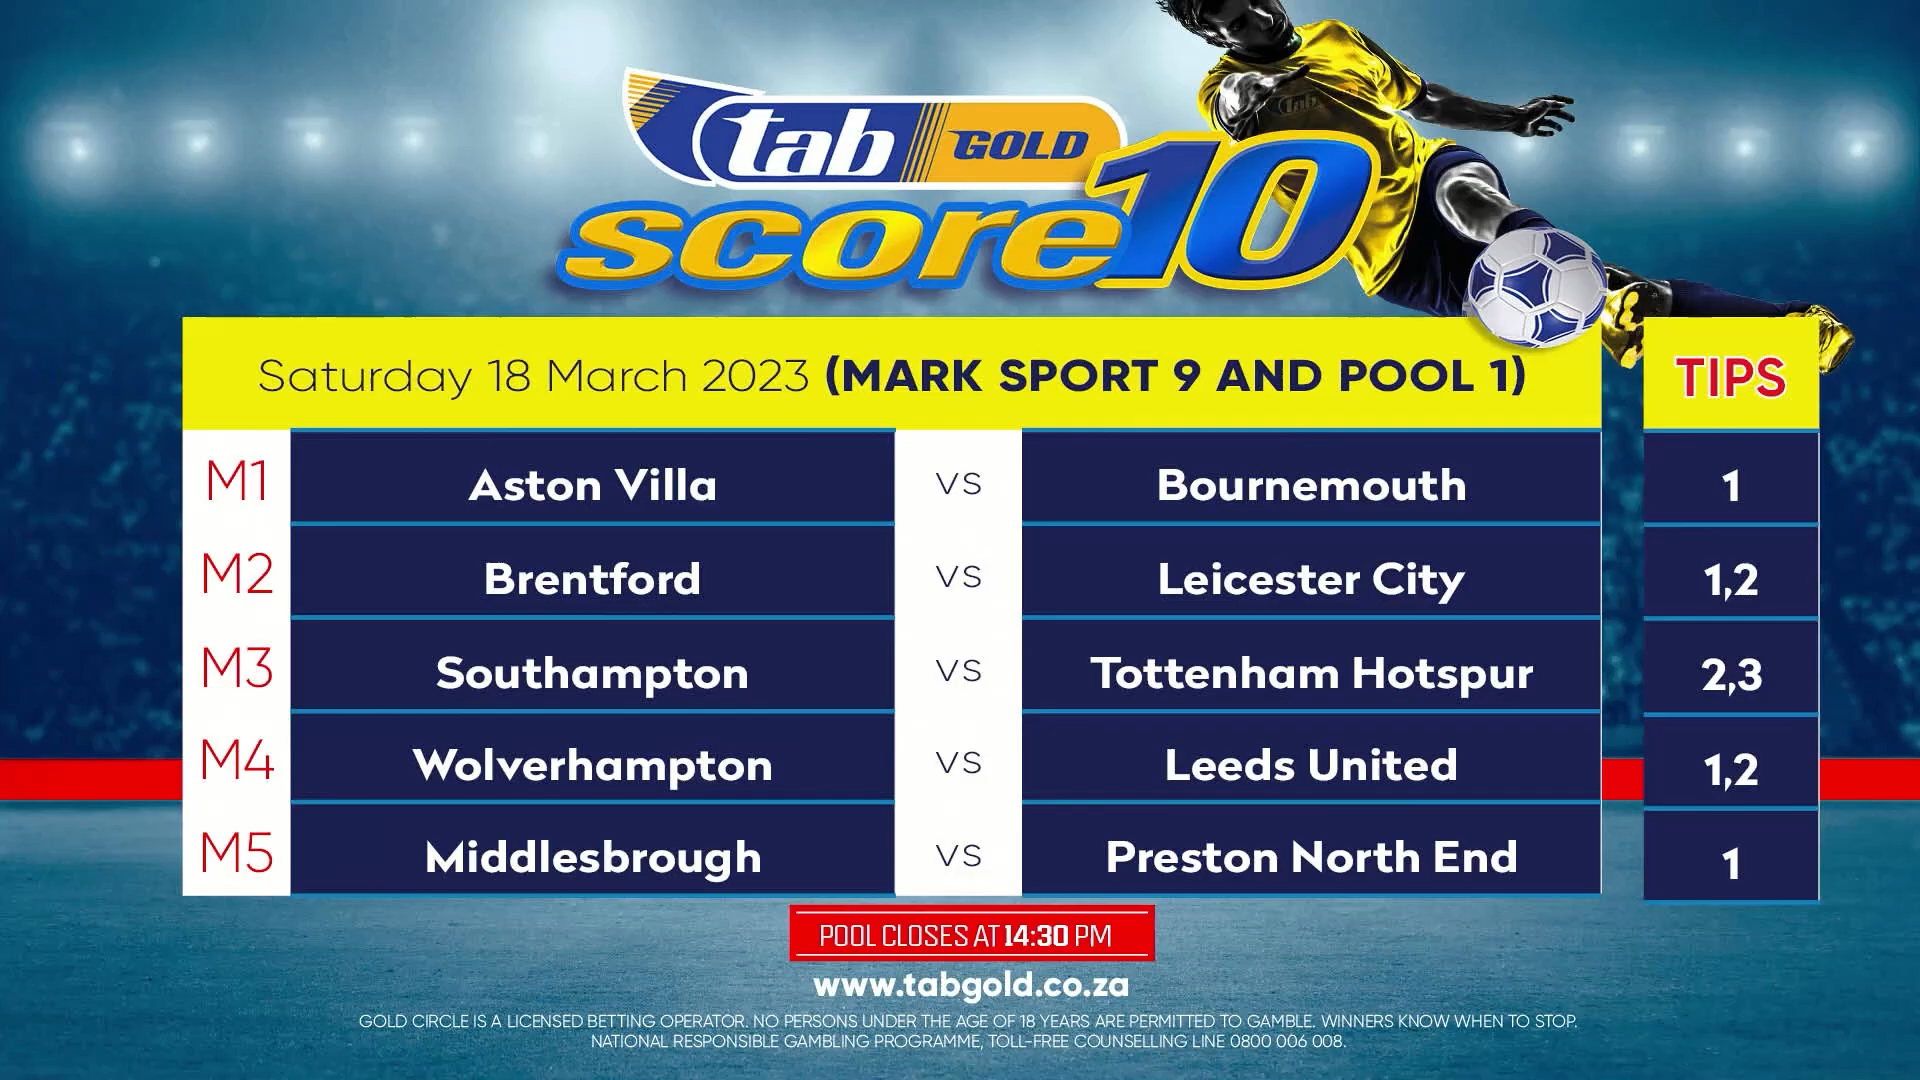 tab GOLD
score10
Saturday 18 March 2023 (MARK SPORT 9 AND POOL 1) TIPS
M1 Aston Villa VS Bournemouth 1
M2 Brentford VS Leicester City 1,2
M3 Southampton VS Tottenham Hotspur 2,3
M4 Wolverhampton VS Leeds United 1,2
M5 Middlesbrough VS Preston North End 1
POOL CLOSES AT 14:30 PM
www.tabgold.co.za
GOLD CIRCLE IS A LICENSED BETTING OPERATOR. NO PERSONS UNDER THE AGE OF 18 YEARS ARE PERMITTED TO GAMBLE. WINNERS KNOW WHEN TO STOP.
NATIONAL RESPONSIBLE GAMBLING PROGRAMME, TOLL-FREE COUNSELLING LINE 0800 006 008.